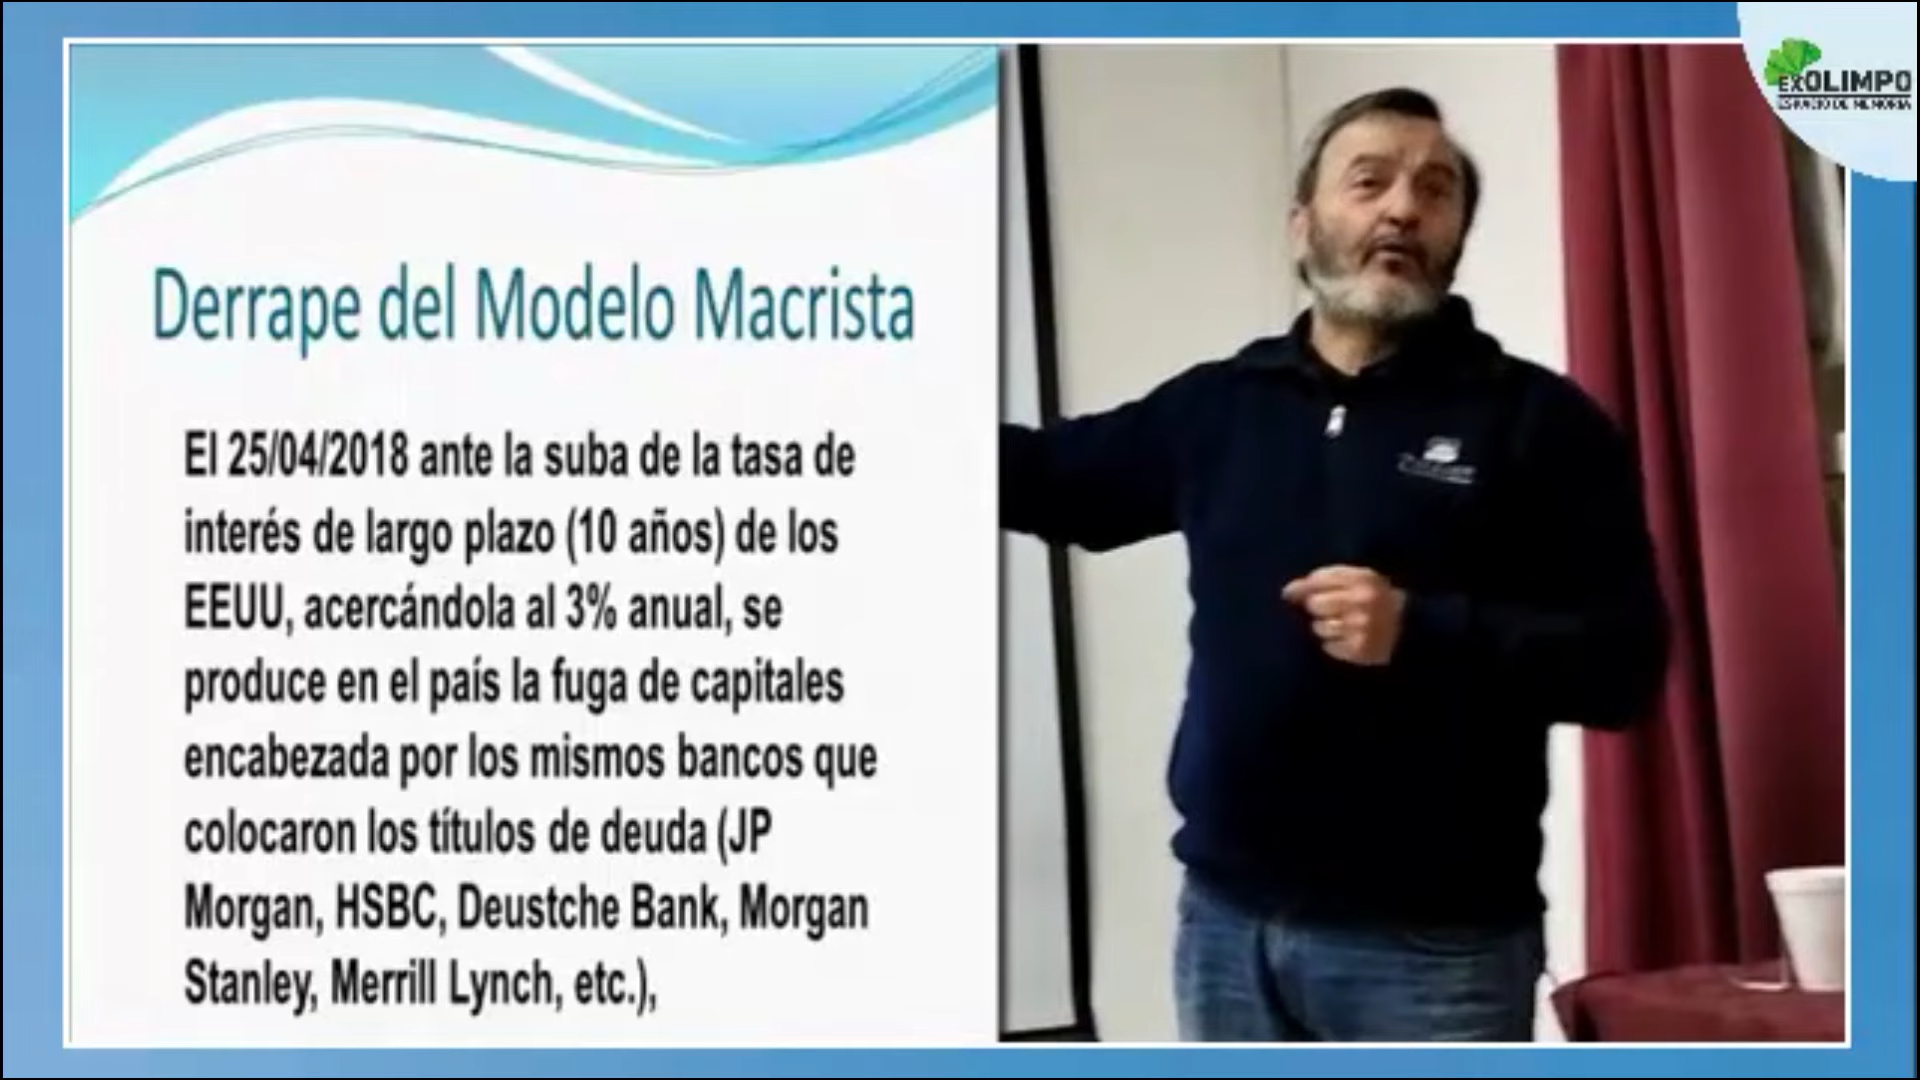 exOLIMPO
ESPACIO DE MEMORIA
Derrape del Modelo Macrista
El 25/04/2018 ante la suba de la tasa de
interés de largo plazo (10 años) de los
EEUU, acercándola al 3% anual, se
produce en el país la fuga de capitales
encabezada por los mismos bancos que
colocaron los títulos de deuda (JP
Morgan, HSBC, Deustche Bank, Morgan
Stanley, Merrill Lynch, etc.),